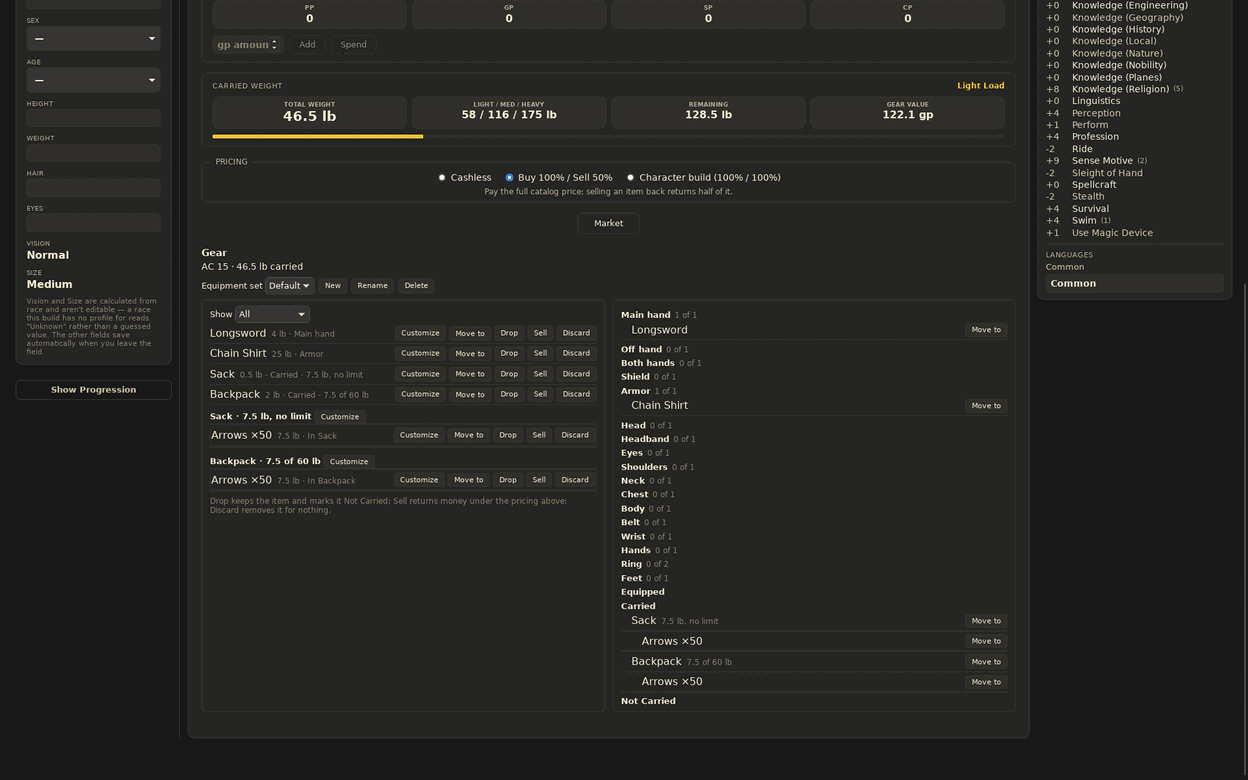 SEX
—
AGE
—
HEIGHT
WEIGHT
HAIR
EYES
VISION
Normal
SIZE
Medium
Vision and Size are calculated from
race and aren't editable — a race
this build has no profile for reads
"Unknown" rather than a guessed
value. The other fields save
automatically when you leave the
field.
Show Progression
PP
0
GP
0
SP
0
CP
0
gp amoun
Add
Spend
CARRIED WEIGHT
Light Load
TOTAL WEIGHT
46.5 lb
LIGHT / MED / HEAVY
58 / 116 / 175 lb
REMAINING
128.5 lb
GEAR VALUE
122.1 gp
PRICING
Cashless
Buy 100% / Sell 50%
Character build (100% / 100%)
Pay the full catalog price; selling an item back returns half of it.
Market
Gear
AC 15 · 46.5 lb carried
Equipment set Default New Rename Delete
Show All
Longsword 4 lb · Main hand Customize Move to Drop Sell Discard
Chain Shirt 25 lb · Armor Customize Move to Drop Sell Discard
Sack 0.5 lb · Carried · 7.5 lb, no limit Customize Move to Drop Sell Discard
Backpack 2 lb · Carried · 7.5 of 60 lb Customize Move to Drop Sell Discard
Sack · 7.5 lb, no limit Customize
Arrows ×50 7.5 lb · In Sack Customize Move to Drop Sell Discard
Backpack · 7.5 of 60 lb Customize
Arrows ×50 7.5 lb · In Backpack Customize Move to Drop Sell Discard
Drop keeps the item and marks it Not Carried; Sell returns money under the pricing above;
Discard removes it for nothing.
Main hand 1 of 1
Longsword Move to
Off hand 0 of 1
Both hands 0 of 1
Shield 0 of 1
Armor 1 of 1
Chain Shirt Move to
Head 0 of 1
Headband 0 of 1
Eyes 0 of 1
Shoulders 0 of 1
Neck 0 of 1
Chest 0 of 1
Body 0 of 1
Belt 0 of 1
Wrist 0 of 1
Hands 0 of 1
Ring 0 of 2
Feet 0 of 1
Equipped
Carried
Sack 7.5 lb, no limit Move to
Arrows ×50 Move to
Backpack 7.5 of 60 lb Move to
Arrows ×50 Move to
Not Carried
+0 Knowledge (Engineering)
+0 Knowledge (Geography)
+0 Knowledge (History)
+0 Knowledge (Local)
+0 Knowledge (Nature)
+0 Knowledge (Nobility)
+0 Knowledge (Planes)
+8 Knowledge (Religion) (5)
+0 Linguistics
+4 Perception
+1 Perform
+4 Profession
-2 Ride
+9 Sense Motive (2)
-2 Sleight of Hand
+0 Spellcraft
-2 Stealth
+4 Survival
+4 Swim (1)
+1 Use Magic Device
LANGUAGES
Common
Common